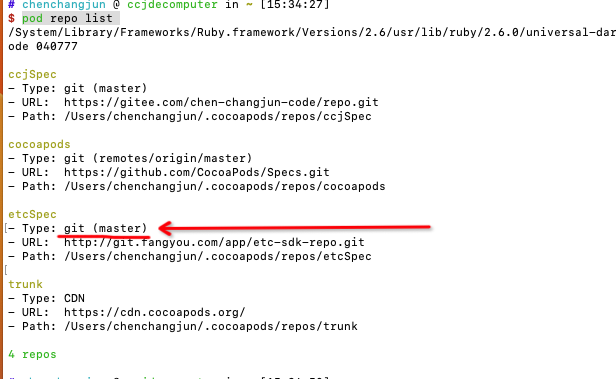 # chenchangjun @ ccjdecomputer in ~ [15:34:27]
$ pod repo list
/System/Library/Frameworks/Ruby.framework/Versions/2.6/usr/lib/ruby/2.6.0/universal-dar
ode 040777
ccjSpec
- Type: git (master)
- URL:  https://gitee.com/chen-changjun-code/repo.git
- Path: /Users/chenchangjun/.cocoapods/repos/ccjSpec
cocoapods
- Type: git (remotes/origin/master)
- URL:  https://github.com/CocoaPods/Specs.git
- Path: /Users/chenchangjun/.cocoapods/repos/cocoapods
etcSpec
- Type: git (master)
- URL:  http://git.fangyou.com/app/etc-sdk-repo.git
- Path: /Users/chenchangjun/.cocoapods/repos/etcSpec
trunk
- Type: CDN
- URL:  https://cdn.cocoapods.org/
- Path: /Users/chenchangjun/.cocoapods/repos/trunk
4 repos